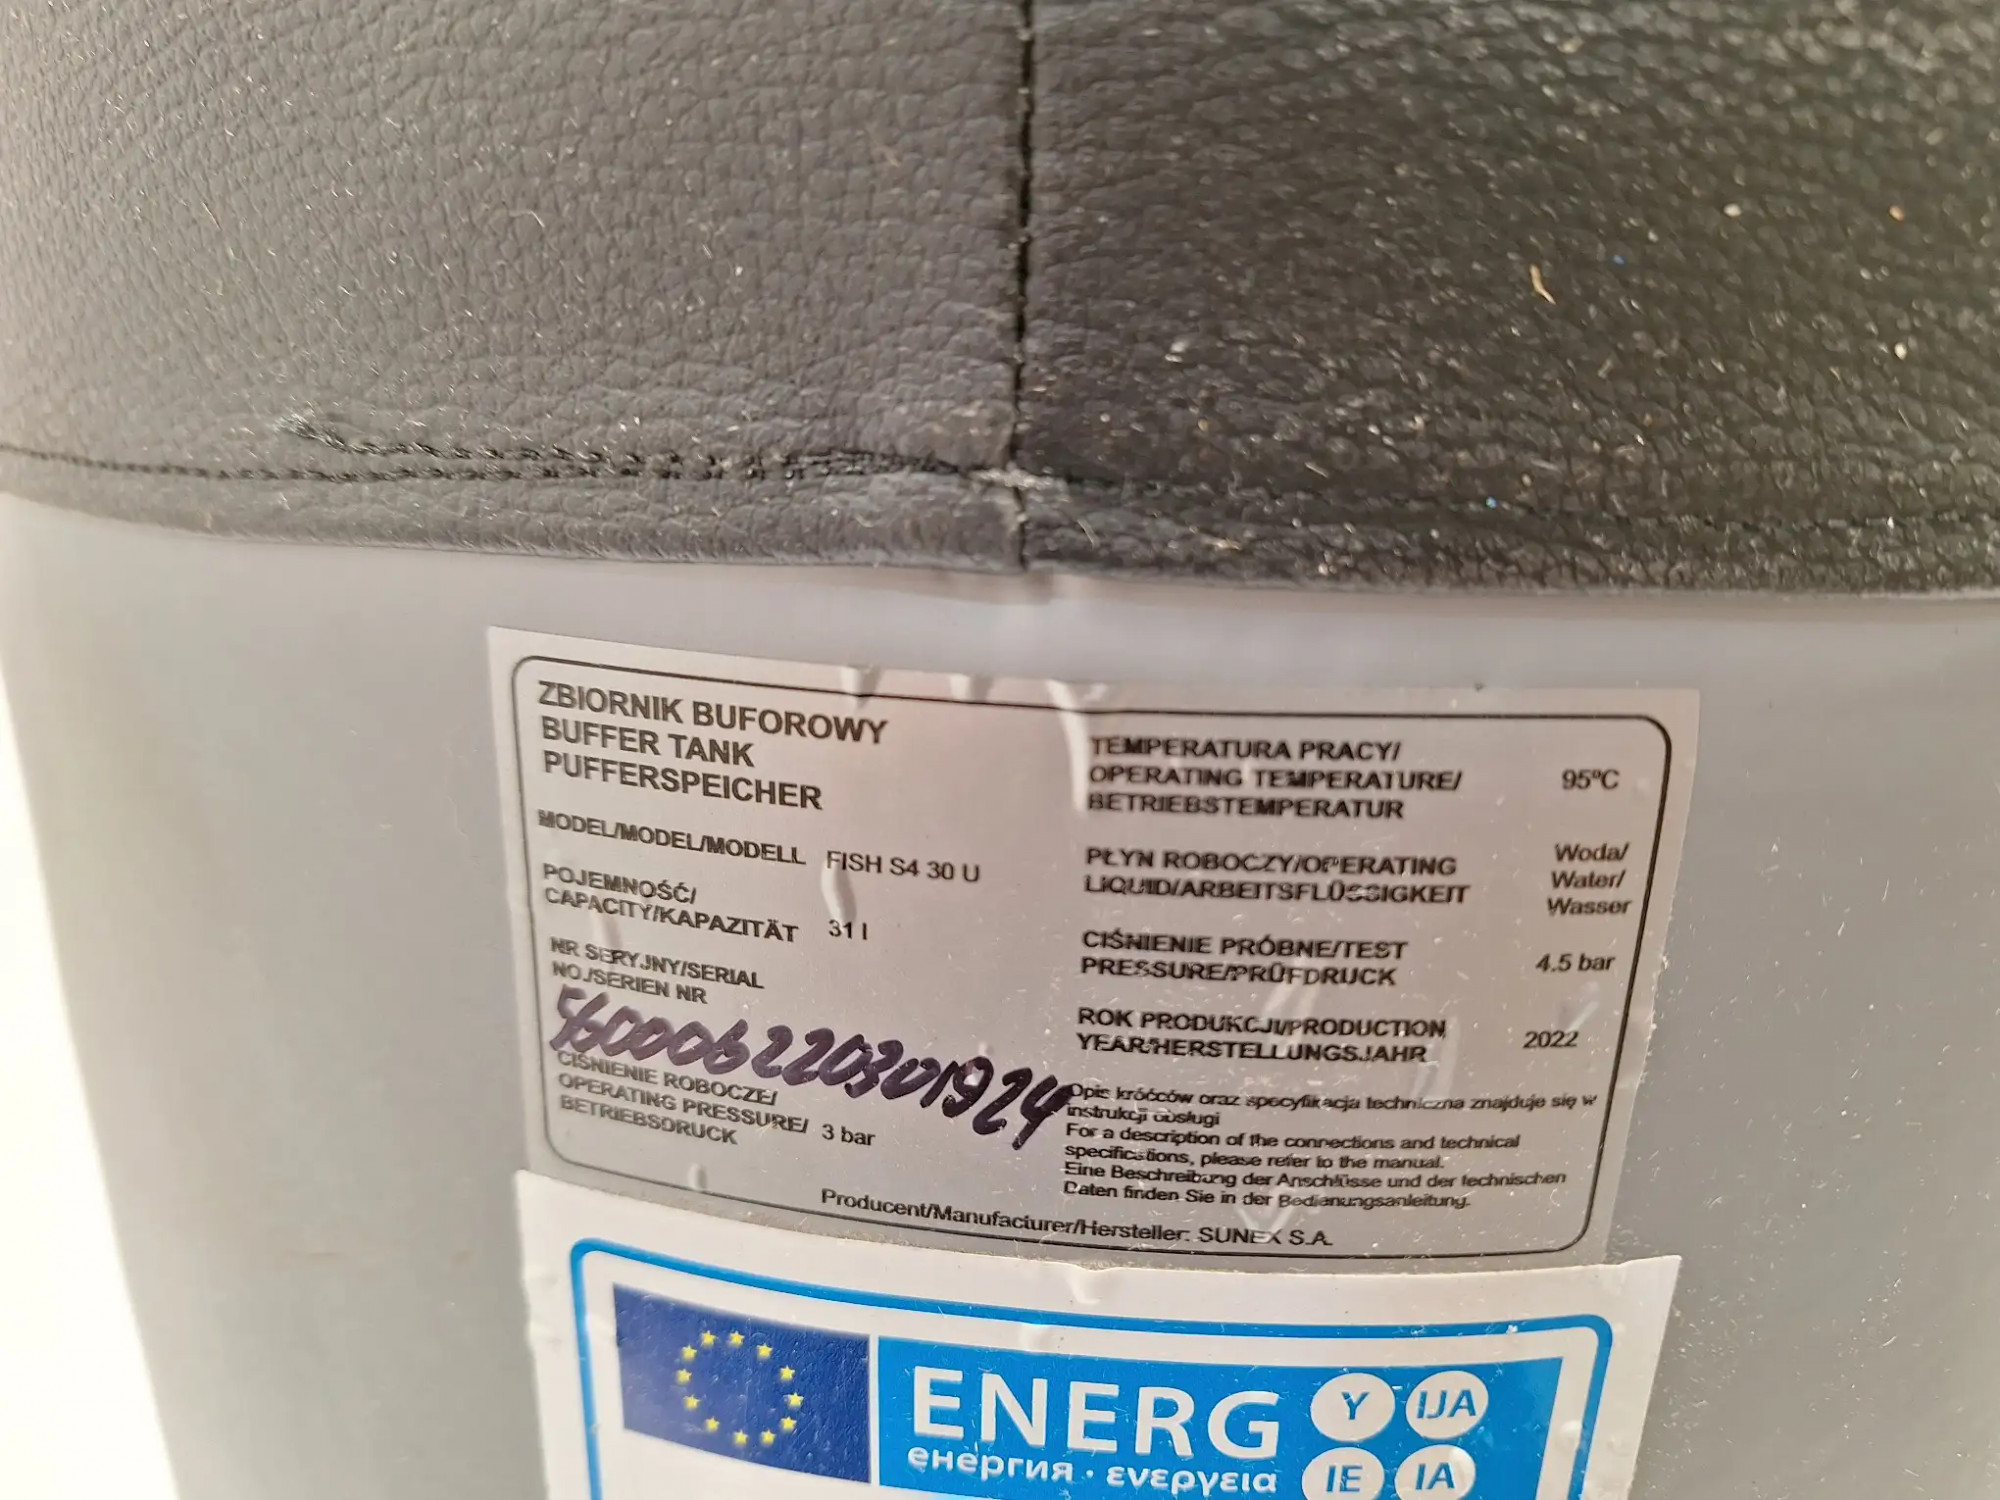 ZBIORNIK BUFOROWY
BUFFER TANK
PUFFERSPEICHER
MODEL/MODEL/MODELL FISH S4 30 U
POJEMNOŚĆ/
CAPACITY/KAPAZITÄT 31 l
NR SERYJNY/SERIAL
NO./SERIEN NR
560006220301924
CIŚNIENIE ROBOCZE/
OPERATING PRESSURE/ 3 bar
BETRIEBSDRUCK
TEMPERATURA PRACY/
OPERATING TEMPERATURE/ 95°C
BETRIEBSTEMPERATUR
PŁYN ROBOCZY/OPERATING
LIQUID/ARBEITSFLÜSSIGKEIT
Woda/
Water/
Wasser
CIŚNIENIE PRÓBNE/TEST
PRESSURE/PRÜFDRUCK
4.5 bar
ROK PRODUKCJI/PRODUCTION
YEAR/HERSTELLUNGSJAHR
2022
Opis króćców oraz specyfikacja techniczna znajduje się w
instrukcji obsługi
For a description of the connections and technical
specifications, please refer to the manual.
Eine Beschreibung der Anschlüsse und der technischen
Daten finden Sie in der Bedienungsanleitung.
Producent/Manufacturer/Hersteller: SUNEX S.A.
ENERG Y IJA
енергия · ενεργεια IE IA